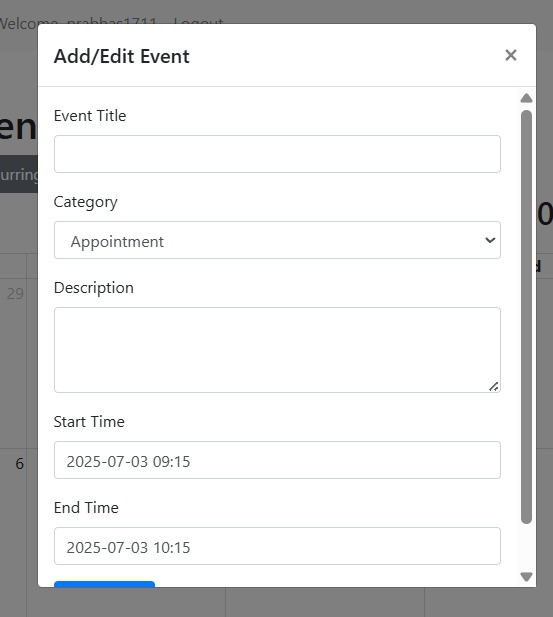 Welcome, prabhas1711 Logout
Add/Edit Event
×
en
Event Title
urring
Category
0
Appointment
d
Description
29
Start Time
6
2025-07-03 09:15
End Time
2025-07-03 10:15